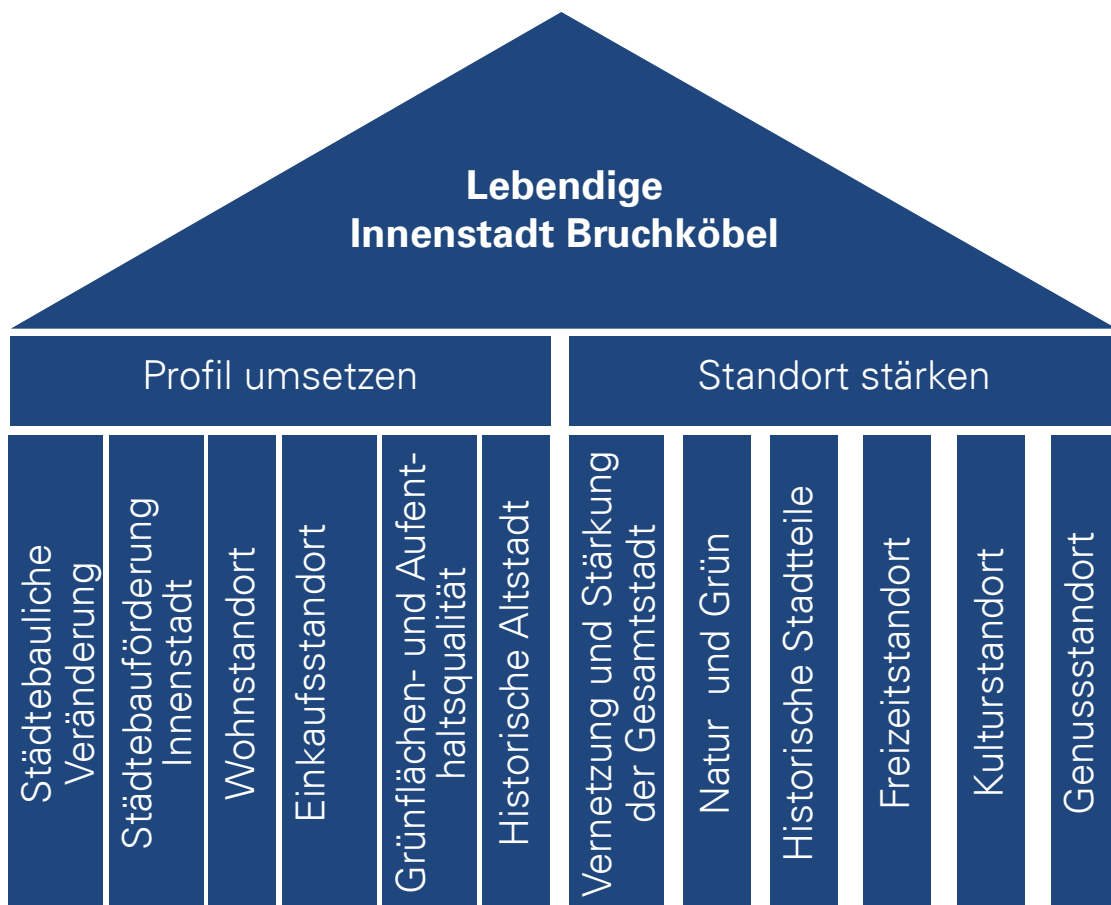 Lebendige
Innenstadt Bruchköbel
Profil umsetzen
Standort stärken
Städtebauliche
Veränderung
Städtebauförderung
Innenstadt
Wohnstandort
Einkaufsstandort
Grünflächen- und Aufent-
haltsqualität
Historische Altstadt
Vernetzung und Stärkung
der Gesamtstadt
Natur und Grün
Historische Stadtteile
Freizeitstandort
Kulturstandort
Genussstandort